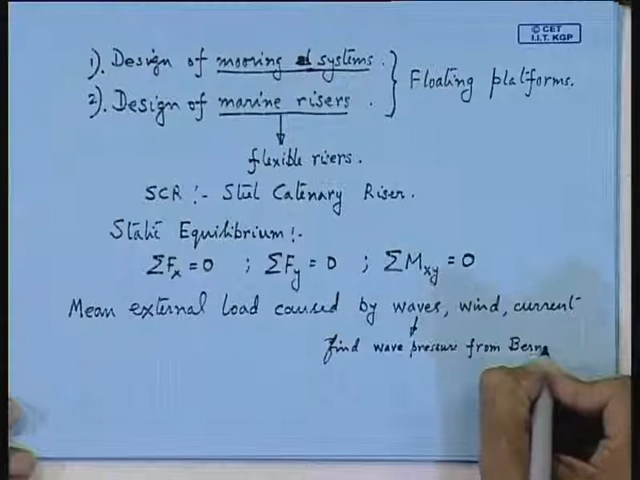 © CET
I.I.T. KGP
1). Design of mooring systems.
2). Design of marine risers.
Floating platforms.
flexible risers.
SCR :- Steel Catenary Riser.
Static Equilibrium :-
ΣFx = 0 ; ΣFy = 0 ; ΣMxy = 0
Mean external load caused by waves, wind, current
find wave pressure from Bern